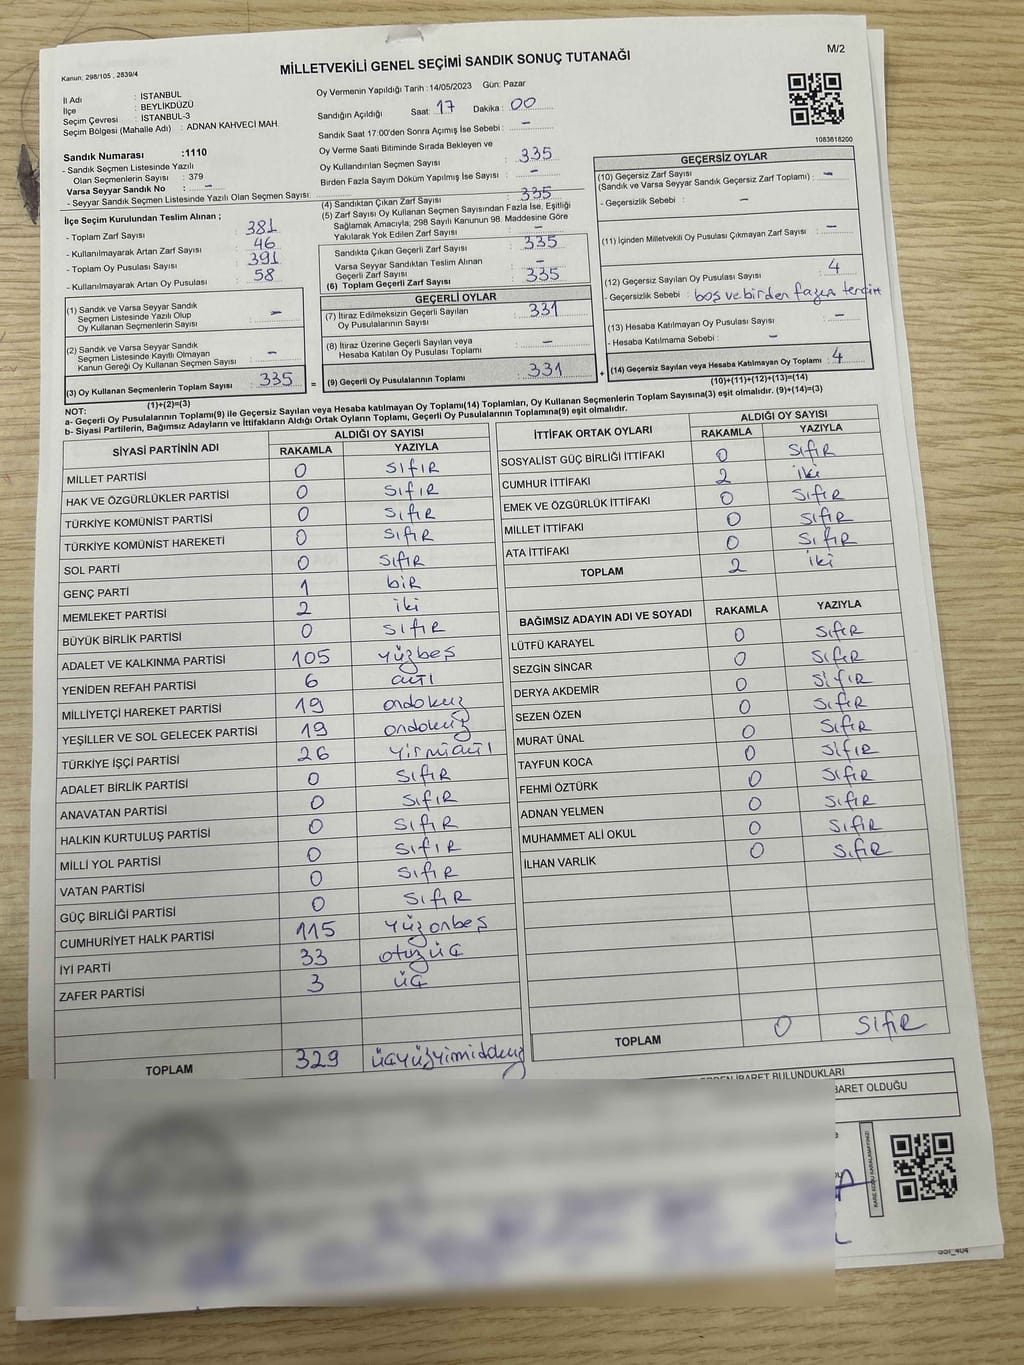 Kanun: 298/105 , 2839/4
MİLLETVEKİLİ GENEL SEÇİMİ SANDIK SONUÇ TUTANAĞI
M/2
İl Adı : İSTANBUL
İlçe : BEYLİKDÜZÜ
Seçim Çevresi : İSTANBUL-3
Seçim Bölgesi (Mahalle Adı) : ADNAN KAHVECİ MAH.
Sandık Numarası :1110
- Sandık Seçmen Listesinde Yazılı
Olan Seçmenlerin Sayısı : 379
Varsa Seyyar Sandık No : -
- Seyyar Sandık Seçmen Listesinde Yazılı Olan Seçmen Sayısı:
İlçe Seçim Kurulundan Teslim Alınan ;
- Toplam Zarf Sayısı : 381
- Kullanılmayarak Artan Zarf Sayısı : 46
- Toplam Oy Pusulası Sayısı : 391
- Kullanılmayarak Artan Oy Pusulası : 58
(1) Sandık ve Varsa Seyyar Sandık
Seçmen Listesinde Yazılı Olup
Oy Kullanan Seçmenlerin Sayısı : -
(2) Sandık ve Varsa Seyyar Sandık
Seçmen Listesinde Kayıtlı Olmayan
Kanun Gereği Oy Kullanan Seçmen Sayısı : -
(3) Oy Kullanan Seçmenlerin Toplam Sayısı : 335
(1)+(2)=(3)
Oy Vermenin Yapıldığı Tarih :14/05/2023 Gün: Pazar
Sandığın Açıldığı Saat: 17 Dakika : 00
Sandık Saat 17:00'den Sonra Açımış İse Sebebi : -
Oy Verme Saati Bitiminde Sırada Bekleyen ve
Oy Kullandırılan Seçmen Sayısı : 335
Birden Fazla Sayım Döküm Yapılmış İse Sayısı : -
(4) Sandıktan Çıkan Zarf Sayısı : 335
(5) Zarf Sayısı Oy Kullanan Seçmen Sayısından Fazla İse, Eşitliği
Sağlamak Amacıyla, 298 Sayılı Kanunun 98. Maddesine Göre
Yakılarak Yok Edilen Zarf Sayısı : -
Sandıkta Çıkan Geçerli Zarf Sayısı : 335
Varsa Seyyar Sandıktan Teslim Alınan
Geçerli Zarf Sayısı : -
(6) Toplam Geçerli Zarf Sayısı : 335
GEÇERLİ OYLAR
(7) İtiraz Edilmeksizin Geçerli Sayılan
Oy Pusulalarının Sayısı : 331
(8) İtiraz Üzerine Geçerli Sayılan veya
Hesaba Katılan Oy Pusulası Toplamı : -
= (9) Geçerli Oy Pusulalarının Toplamı : 331 +
1083818200
GEÇERSİZ OYLAR
(10) Geçersiz Zarf Sayısı
(Sandık ve Varsa Seyyar Sandık Geçersiz Zarf Toplamı) : -
- Geçersizlik Sebebi : -
(11) İçinden Milletvekili Oy Pusulası Çıkmayan Zarf Sayısı : -
(12) Geçersiz Sayılan Oy Pusulası Sayısı : 4
- Geçersizlik Sebebi : boş ve birden fazla tercih
(13) Hesaba Katılmayan Oy Pusulası Sayısı : -
- Hesaba Katılmama Sebebi : -
(14) Geçersiz Sayılan veya Hesaba Katılmayan Oy Toplamı : 4
(10)+(11)+(12)+(13)=(14)
NOT:
a- Geçerli Oy Pusulalarının Toplamı(9) ile Geçersiz Sayılan veya Hesaba katılmayan Oy Toplamı(14) Toplamları, Oy Kullanan Seçmenlerin Toplam Sayısına(3) eşit olmalıdır. (9)+(14)=(3)
b- Siyasi Partilerin, Bağımsız Adayların ve İttifakların Aldığı Ortak Oyların Toplamı, Geçerli Oy Pusulalarının Toplamına(9) eşit olmalıdır.
SİYASİ PARTİNİN ADI ALDIĞI OY SAYISI
RAKAMLA YAZIYLA
MİLLET PARTİSİ 0 SıfıR
HAK VE ÖZGÜRLÜKLER PARTİSİ 0 SıfıR
TÜRKİYE KOMÜNİST PARTİSİ 0 SıfıR
TÜRKİYE KOMÜNİST HAREKETİ 0 SıfıR
SOL PARTİ 0 SıfıR
GENÇ PARTİ 1 biR
MEMLEKET PARTİSİ 2 iki
BÜYÜK BİRLİK PARTİSİ 0 SıfıR
ADALET VE KALKINMA PARTİSİ 105 yüzbeş
YENİDEN REFAH PARTİSİ 6 altı
MİLLİYETÇİ HAREKET PARTİSİ 19 ondokuz
YEŞİLLER VE SOL GELECEK PARTİSİ 19 ondokuz
TÜRKİYE İŞÇİ PARTİSİ 26 yirmialtı
ADALET BİRLİK PARTİSİ 0 SıfıR
ANAVATAN PARTİSİ 0 SıfıR
HALKIN KURTULUŞ PARTİSİ 0 SıfıR
MİLLİ YOL PARTİSİ 0 SıfıR
VATAN PARTİSİ 0 SıfıR
GÜÇ BİRLİĞİ PARTİSİ 0 SıfıR
CUMHURİYET HALK PARTİSİ 115 yüzonbeş
İYİ PARTİ 33 otuzüç
ZAFER PARTİSİ 3 üç
TOPLAM 329 üçyüzyirmidokuz
İTTİFAK ORTAK OYLARI ALDIĞI OY SAYISI
RAKAMLA YAZIYLA
SOSYALIST GÜÇ BİRLİĞİ İTTİFAKI 0 SıfıR
CUMHUR İTTİFAKI 2 iki
EMEK VE ÖZGÜRLÜK İTTİFAKI 0 SıfıR
MİLLET İTTİFAKI 0 SıfıR
ATA İTTİFAKI 0 SıfıR
TOPLAM 2 iki
BAĞIMSIZ ADAYIN ADI VE SOYADI RAKAMLA YAZIYLA
LÜTFÜ KARAYEL 0 SıfıR
SEZGİN SİNCAR 0 SıfıR
DERYA AKDEMİR 0 SıfıR
SEZEN ÖZEN 0 SıfıR
MURAT ÜNAL 0 SıfıR
TAYFUN KOCA 0 SıfıR
FEHMİ ÖZTÜRK 0 SıfıR
ADNAN YELMEN 0 SıfıR
MUHAMMET ALİ OKUL 0 SıfıR
İLHAN VARLIK 0 SıfıR
TOPLAM 0 SıfıR
İBARET BULUNDUKLARI
BARET OLDUĞU